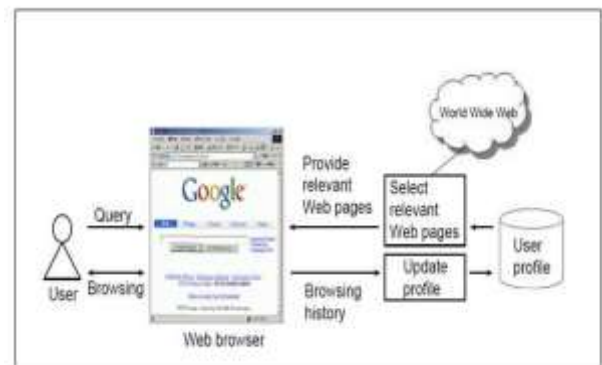 World Wide Web
Provide
relevant
Web pages
Select
relevant
Web pages
Google
Query
User
profile
Update
profile
User
Browsing
Browsing
history
Web browser